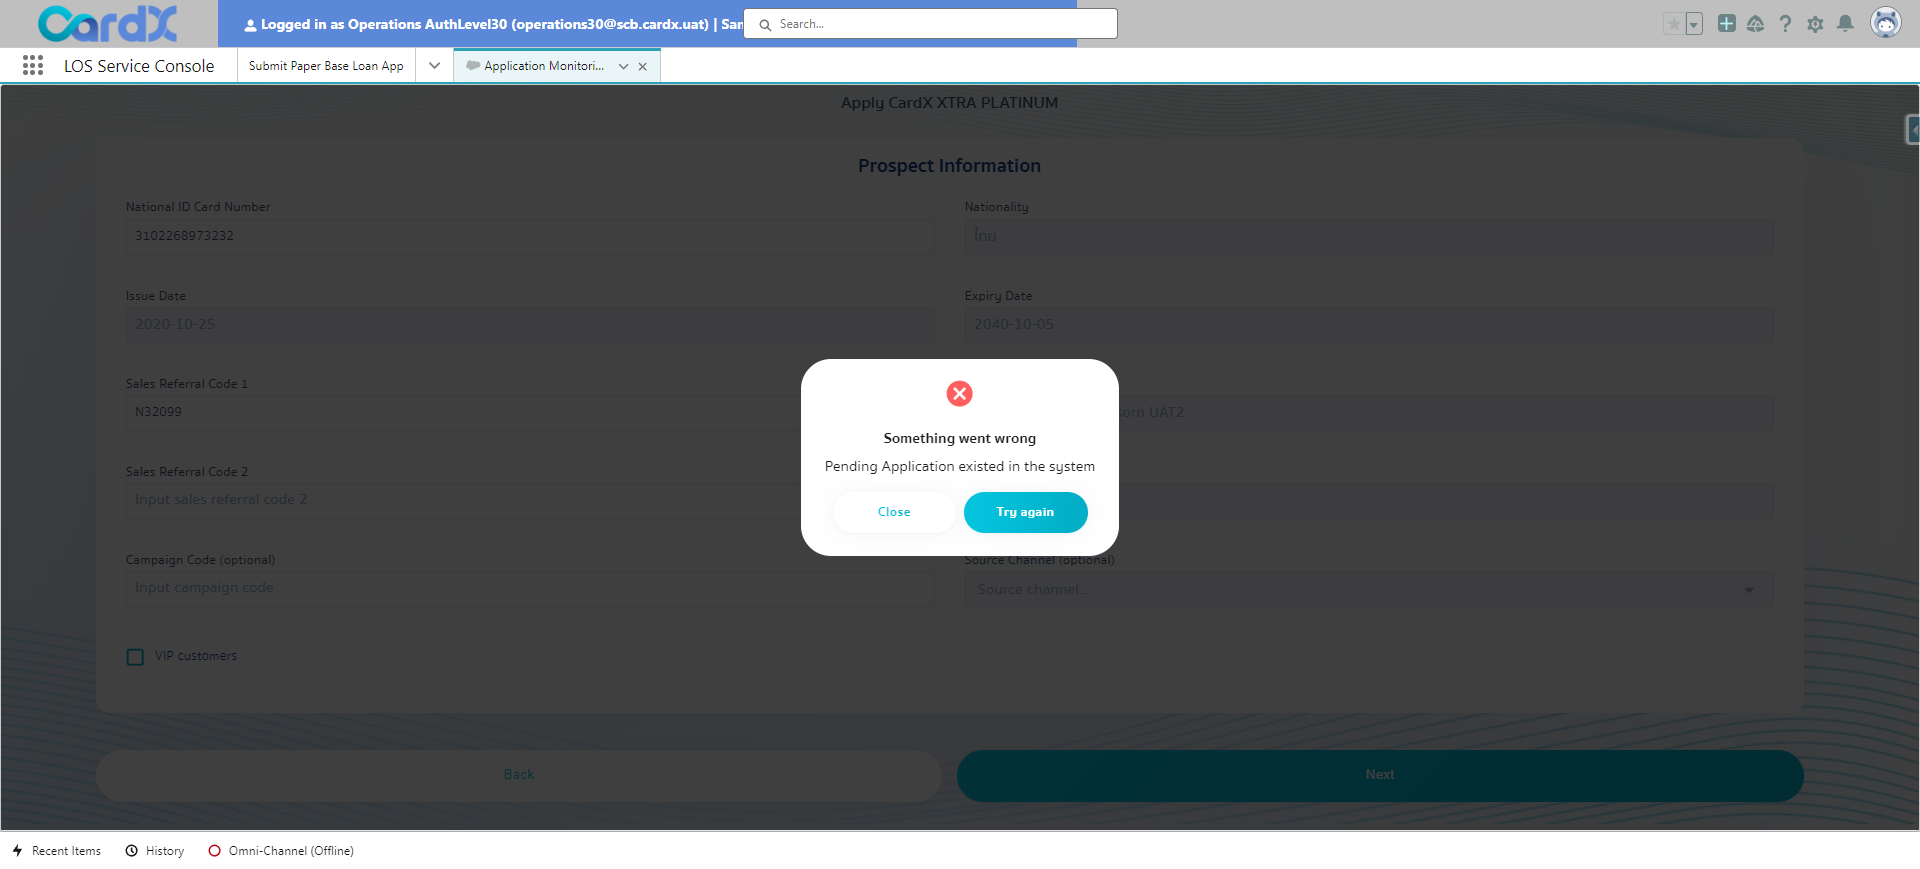 CardX
Logged in as Operations AuthLevel30 (operations30@scb.cardx.uat) | San
Search...
LOS Service Console
Submit Paper Base Loan App
Application Monitori...
Apply CardX XTRA PLATINUM
Prospect Information
National ID Card Number
Nationality
3102268973232
ไทย
Issue Date
Expiry Date
2020-10-25
2040-10-05
Sales Referral Code 1
N32099
sorn UAT2
Sales Referral Code 2
Input sales referral code 2
Something went wrong
Pending Application existed in the system
Close
Try again
Campaign Code (optional)
Source Channel (optional)
Input campaign code
Source channel...
VIP customers
Back
Next
Recent Items
History
Omni-Channel (Offline)